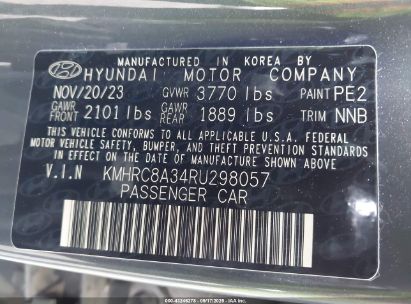 MANUFACTURED IN KOREA BY
HYUNDAI MOTOR COMPANY
NOV/20/23 GVWR 3770 lbs PAINT PE2
GAWR FRONT 2101 lbs GAWR REAR 1889 lbs TRIM NNB
THIS VEHICLE CONFORMS TO ALL APPLICABLE U.S.A. FEDERAL
MOTOR VEHICLE SAFETY, BUMPER, AND THEFT PREVENTION STANDARDS
IN EFFECT ON THE DATE OF MANUFACTURE SHOWN ABOVE.
V.I.N KMHRC8A34RU298057
PASSENGER CAR